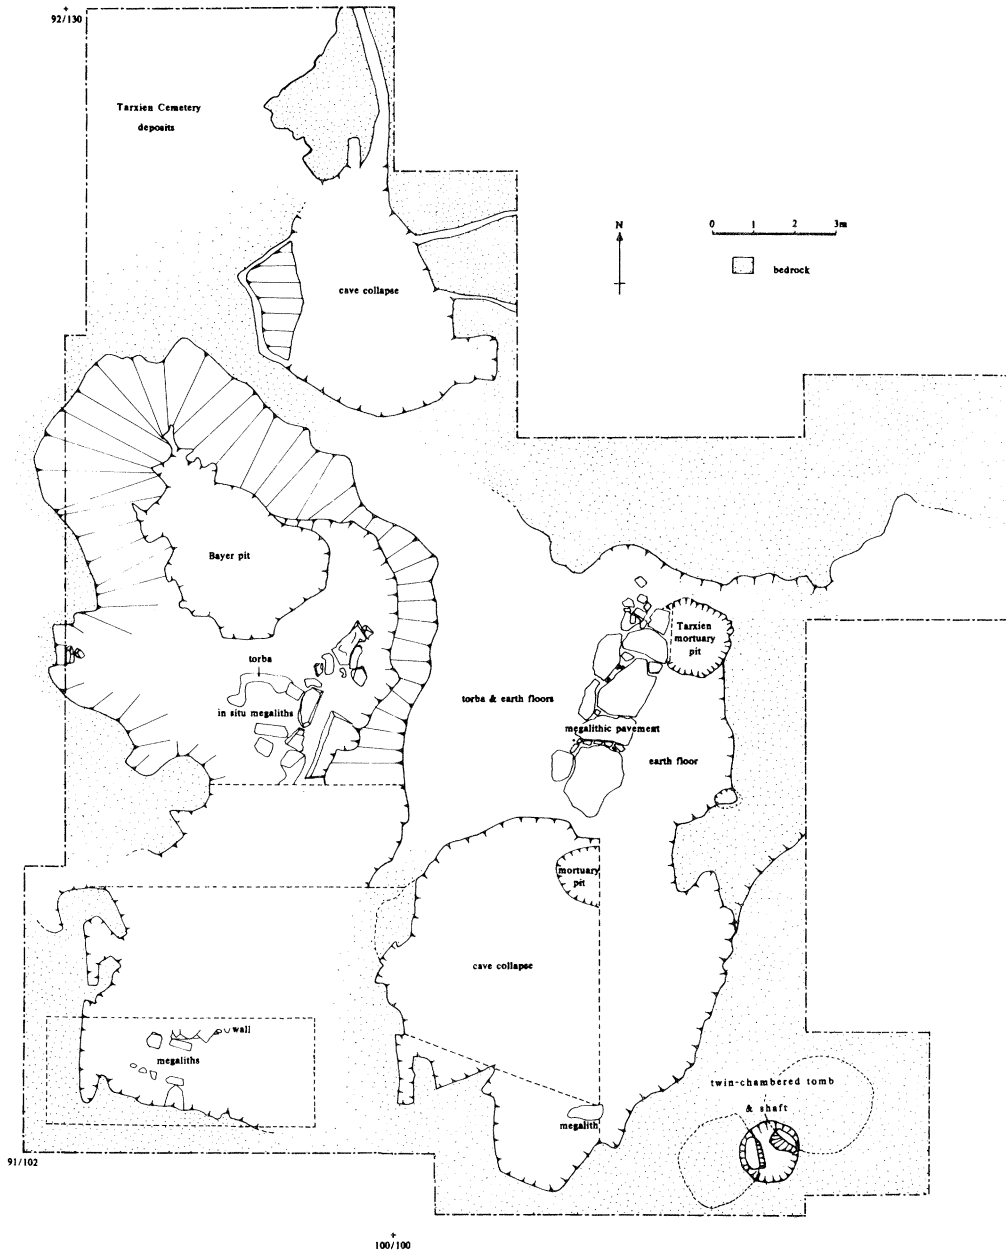 92/130
Tarxien Cemetery
deposits
N
0 1 2 3m
bedrock
cave collapse
Bayer pit
Tarxien
mortuary
pit
torba
in situ megaliths
torba & earth floors
megalithic pavement
earth floor
mortuary
pit
cave collapse
wall
megaliths
twin-chambered tomb
& shaft
megalith
91/102
100/100